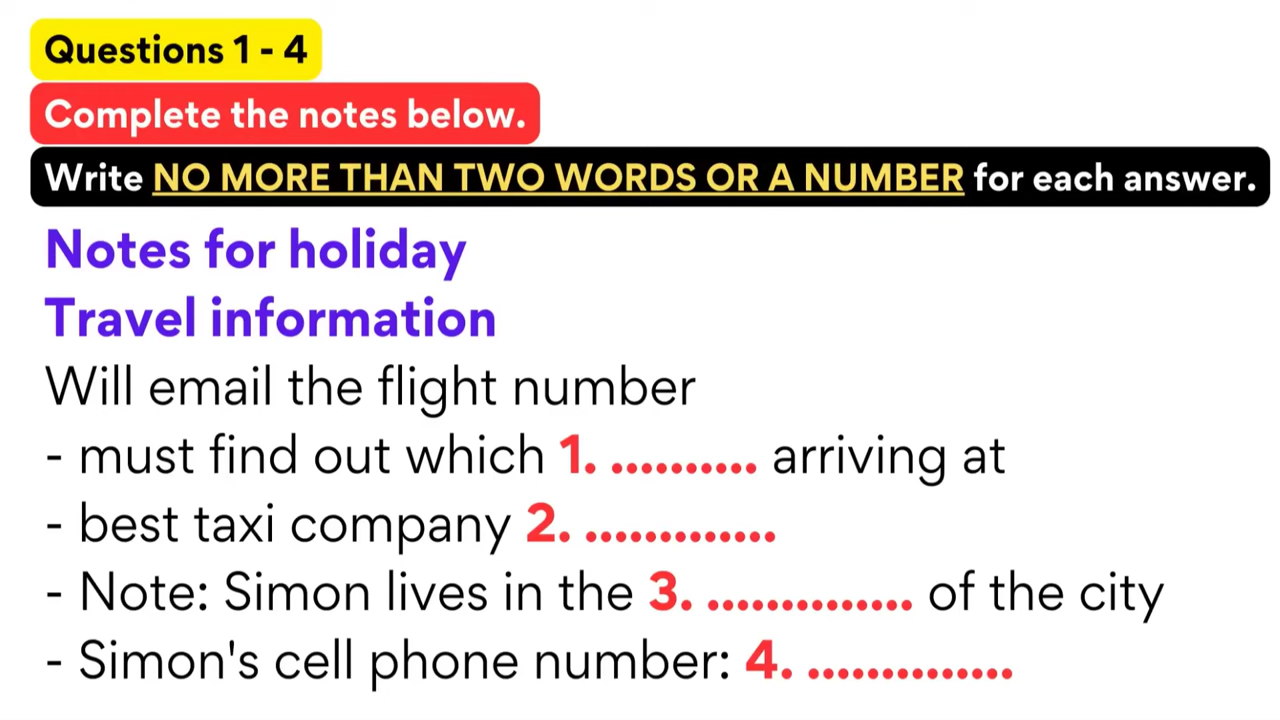 Questions 1 - 4
Complete the notes below.
Write NO MORE THAN TWO WORDS OR A NUMBER for each answer.
Notes for holiday
Travel information
Will email the flight number
- must find out which 1. .......... arriving at
- best taxi company 2. .............
- Note: Simon lives in the 3. .............. of the city
- Simon's cell phone number: 4. ..............